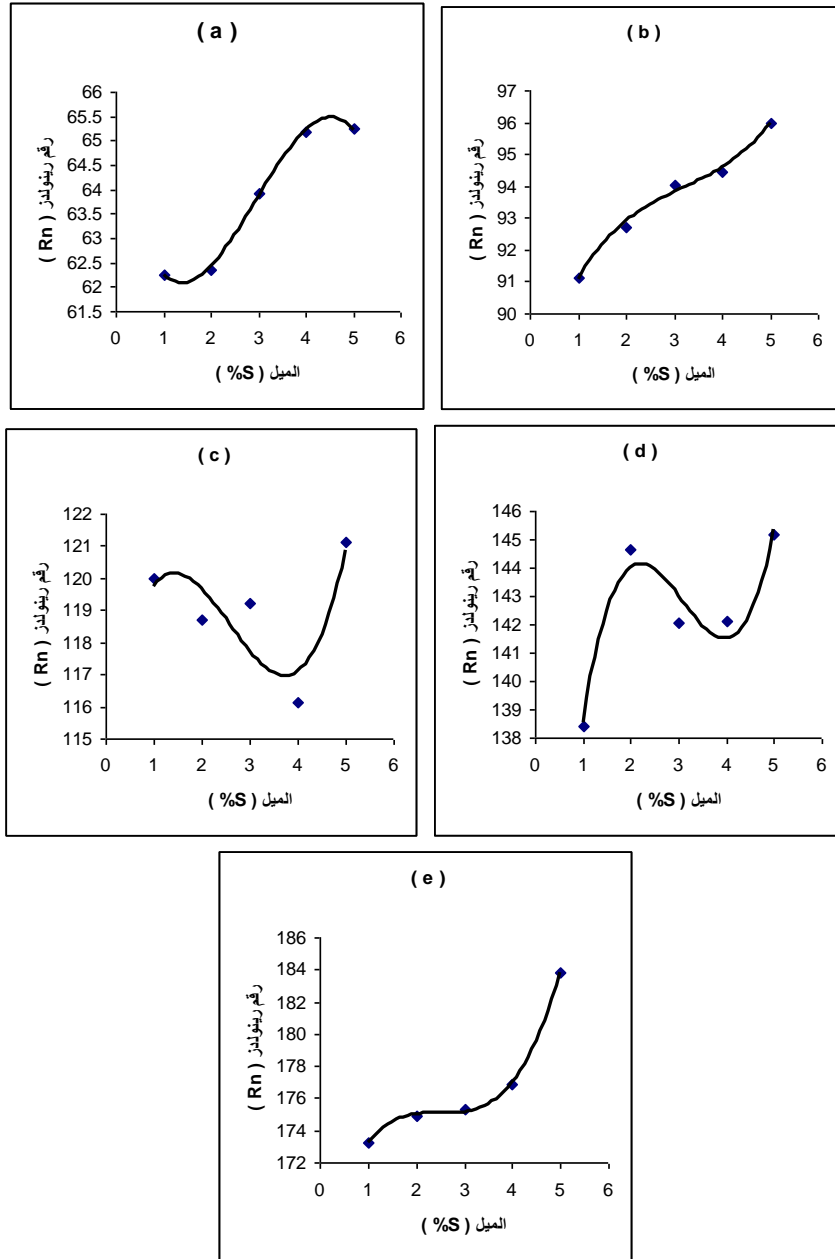 ( a )
66
65.5
65
64.5
64
63.5
63
62.5
62
61.5
0 1 2 3 4 5 6
رقم رينولدز ( Rn )
الميل ( S% )
( b )
97
96
95
94
93
92
91
90
0 1 2 3 4 5 6
رقم رينولدز ( Rn )
الميل ( S% )
( c )
122
121
120
119
118
117
116
115
0 1 2 3 4 5 6
رقم رينولدز ( Rn )
الميل ( S% )
( d )
146
145
144
143
142
141
140
139
138
0 1 2 3 4 5 6
رقم رينولدز ( Rn )
الميل ( S% )
( e )
186
184
182
180
178
176
174
172
0 1 2 3 4 5 6
رقم رينولدز ( Rn )
الميل ( S% )